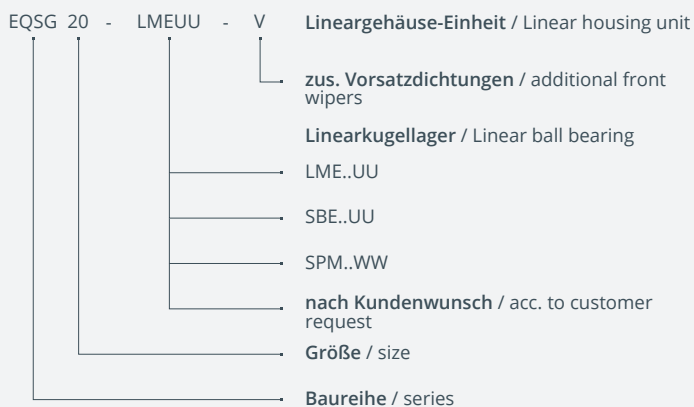 EQSG 20 - LMEUU - V Lineargehäuse-Einheit / Linear housing unit
zus. Vorsatzdichtungen / additional front
wipers
Linearkugellager / Linear ball bearing
LME..UU
SBE..UU
SPM..WW
nach Kundenwunsch / acc. to customer
request
Größe / size
Baureihe / series